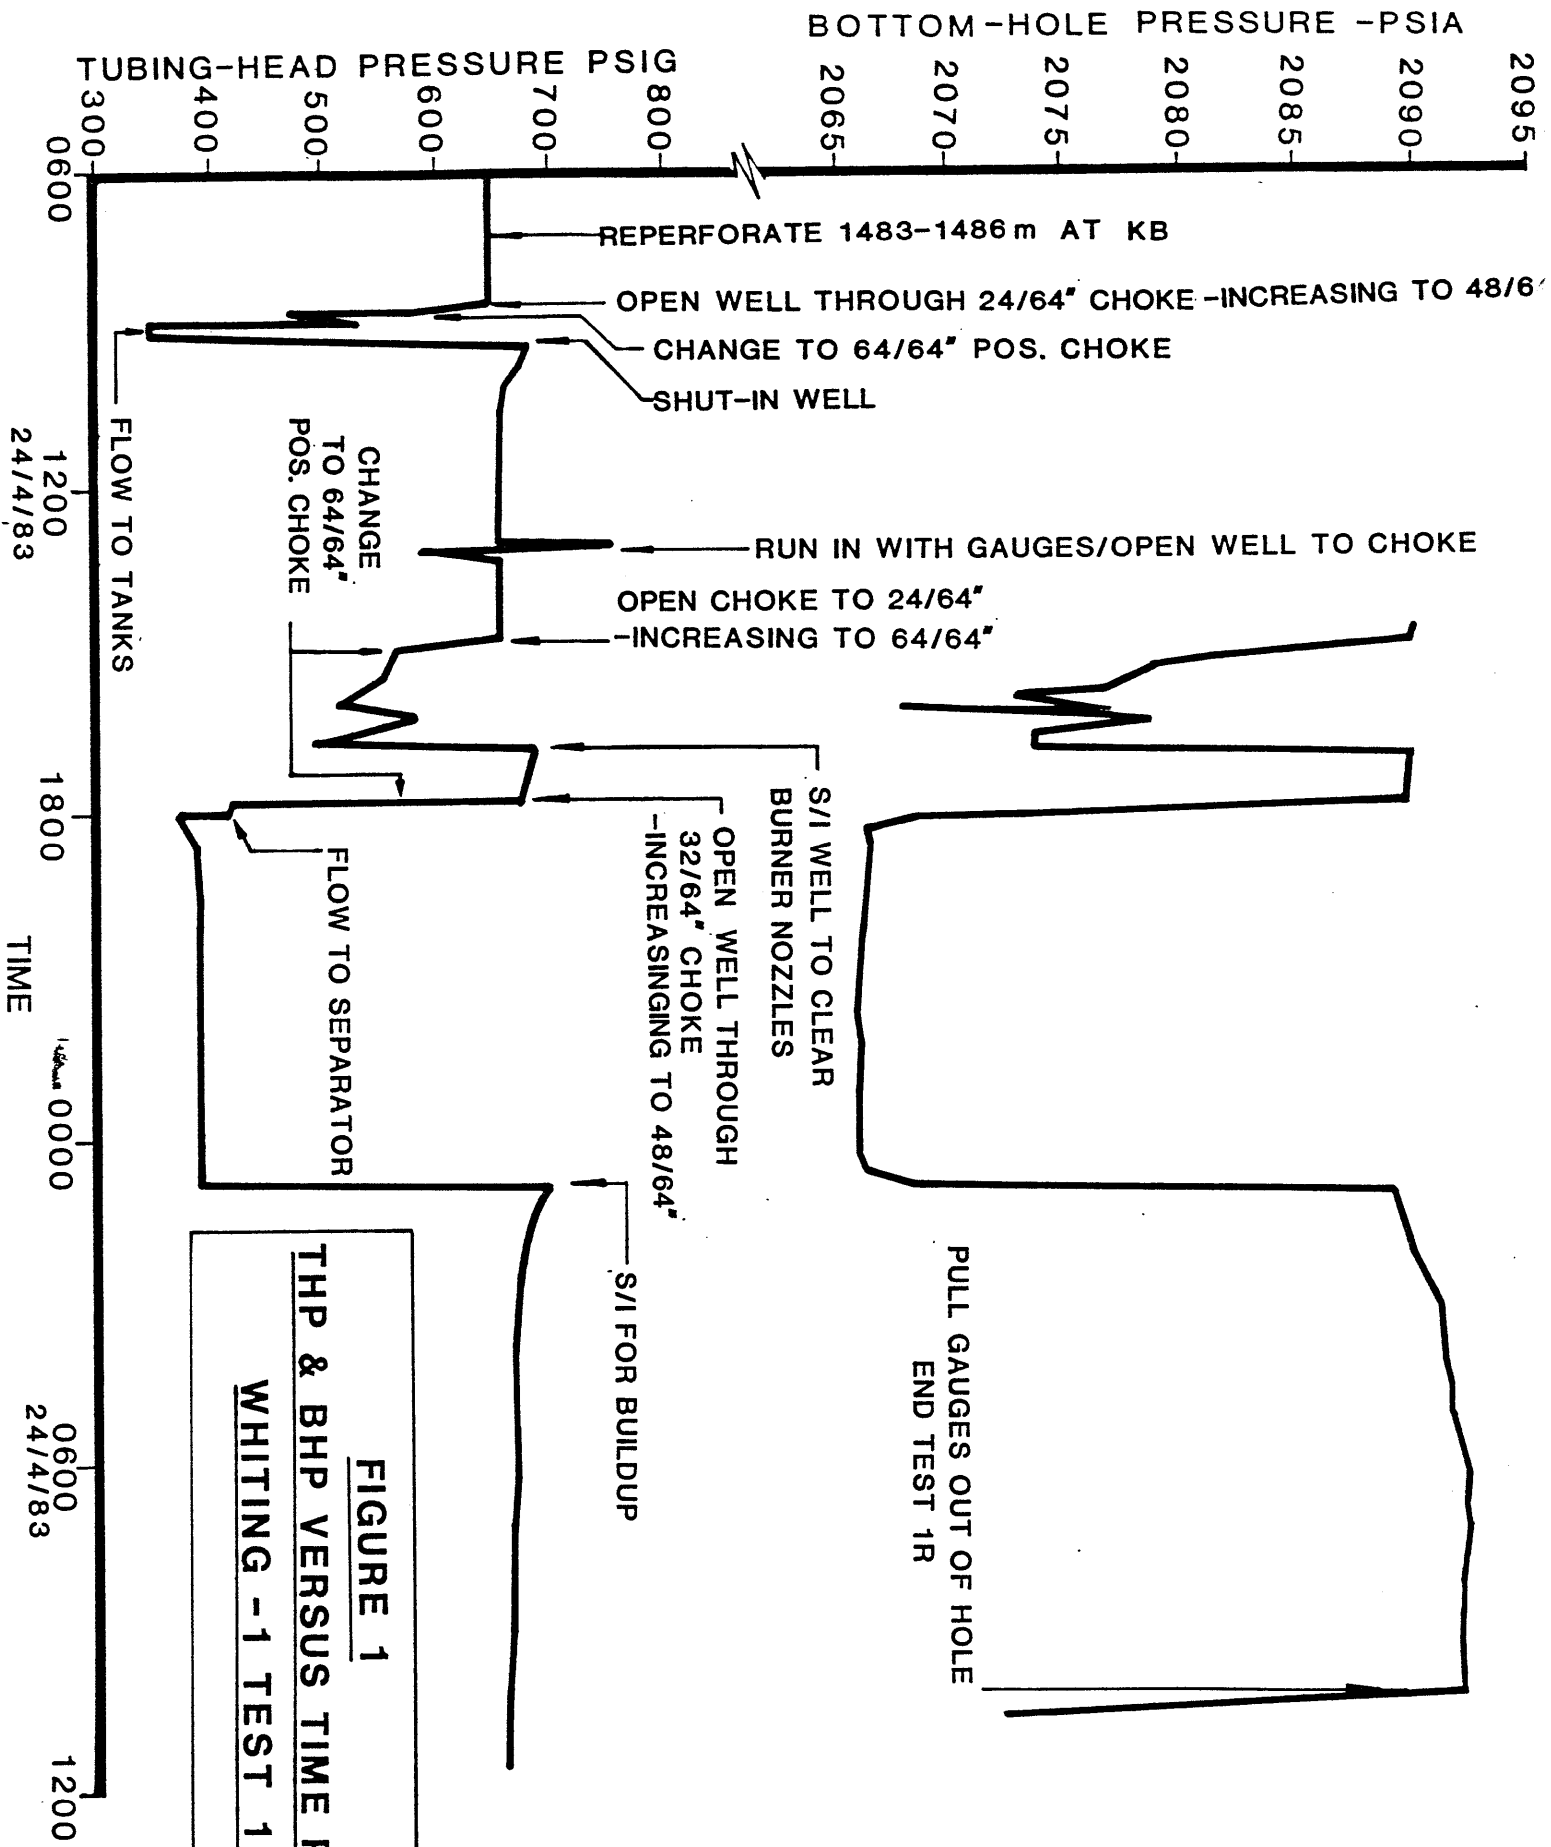 BOTTOM-HOLE PRESSURE -PSIA
TUBING-HEAD PRESSURE PSIG
300
400
500
600
700
800
2065
2070
2075
2080
2085
2090
2095
REPERFORATE 1483-1486m AT KB
OPEN WELL THROUGH 24/64" CHOKE -INCREASING TO 48/6
CHANGE TO 64/64" POS. CHOKE
SHUT-IN WELL
FLOW TO TANKS
CHANGE
TO 64/64"
POS. CHOKE
RUN IN WITH GAUGES/OPEN WELL TO CHOKE
OPEN CHOKE TO 24/64"
-INCREASING TO 64/64"
S/I WELL TO CLEAR
BURNER NOZZLES
OPEN WELL THROUGH
32/64" CHOKE
-INCREASINGING TO 48/64"
FLOW TO SEPARATOR
S/I FOR BUILDUP
PULL GAUGES OUT OF HOLE
END TEST 1R
0600
1200
24/4/83
1800
0000
0600
24/4/83
1200
TIME
FIGURE 1
THP & BHP VERSUS TIME
WHITING -1 TEST 1